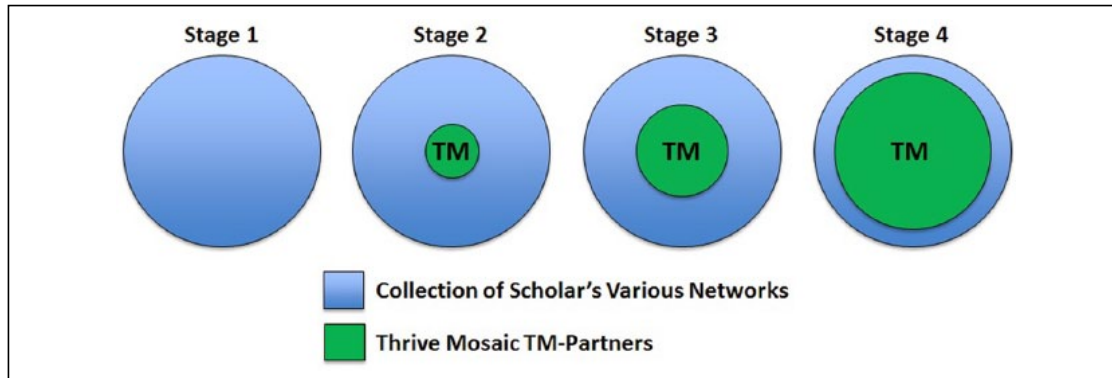 Stage 1 Stage 2 Stage 3 Stage 4
TM TM TM
Collection of Scholar's Various Networks
Thrive Mosaic TM-Partners